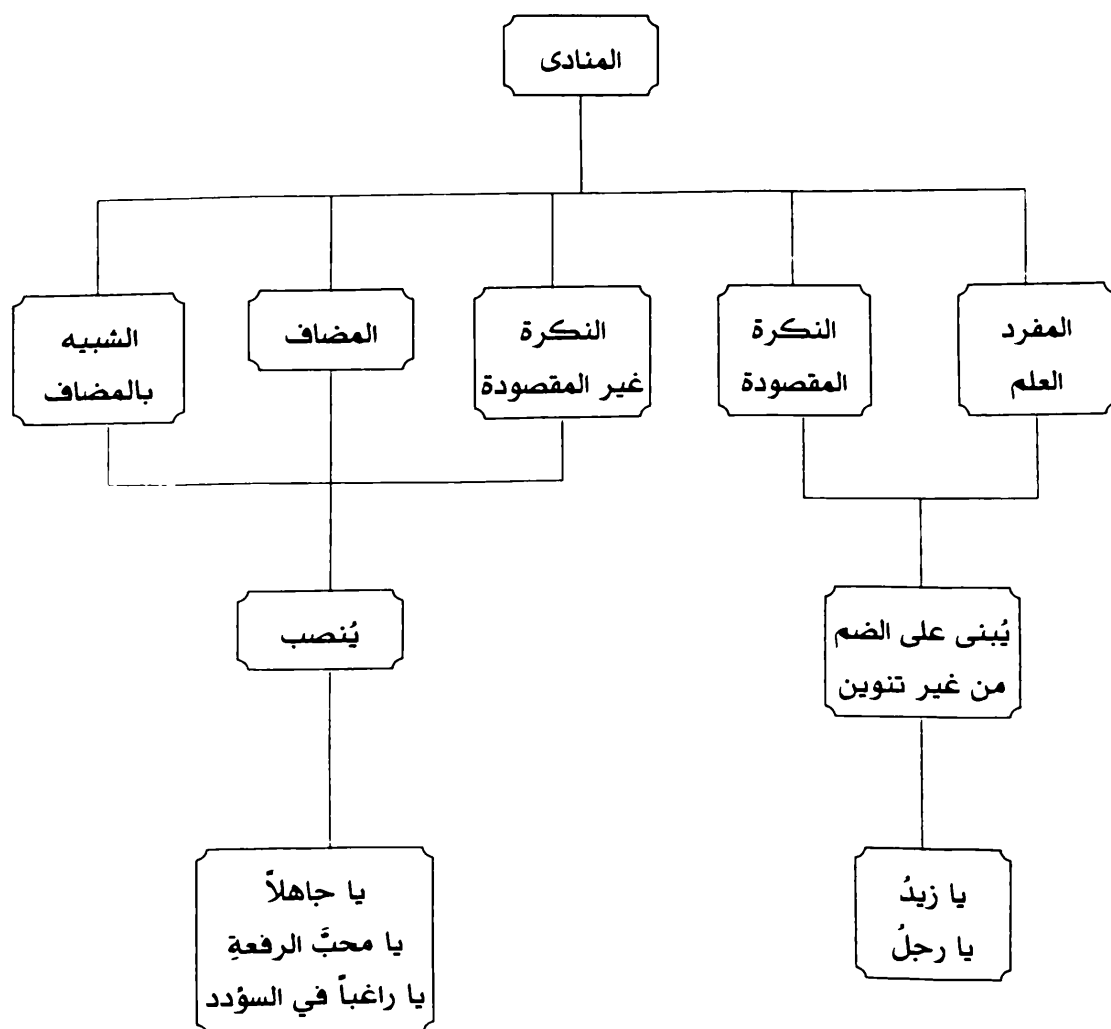 المنادى
المفرد
العلم
النكرة
المقصودة
النكرة
غير المقصودة
المضاف
الشبيه
بالمضاف
يُبنى على الضم
من غير تنوين
يُنصب
يا زيدُ
يا رجلُ
يا جاهلاً
يا محبَّ الرفعةِ
يا راغباً في السؤدد